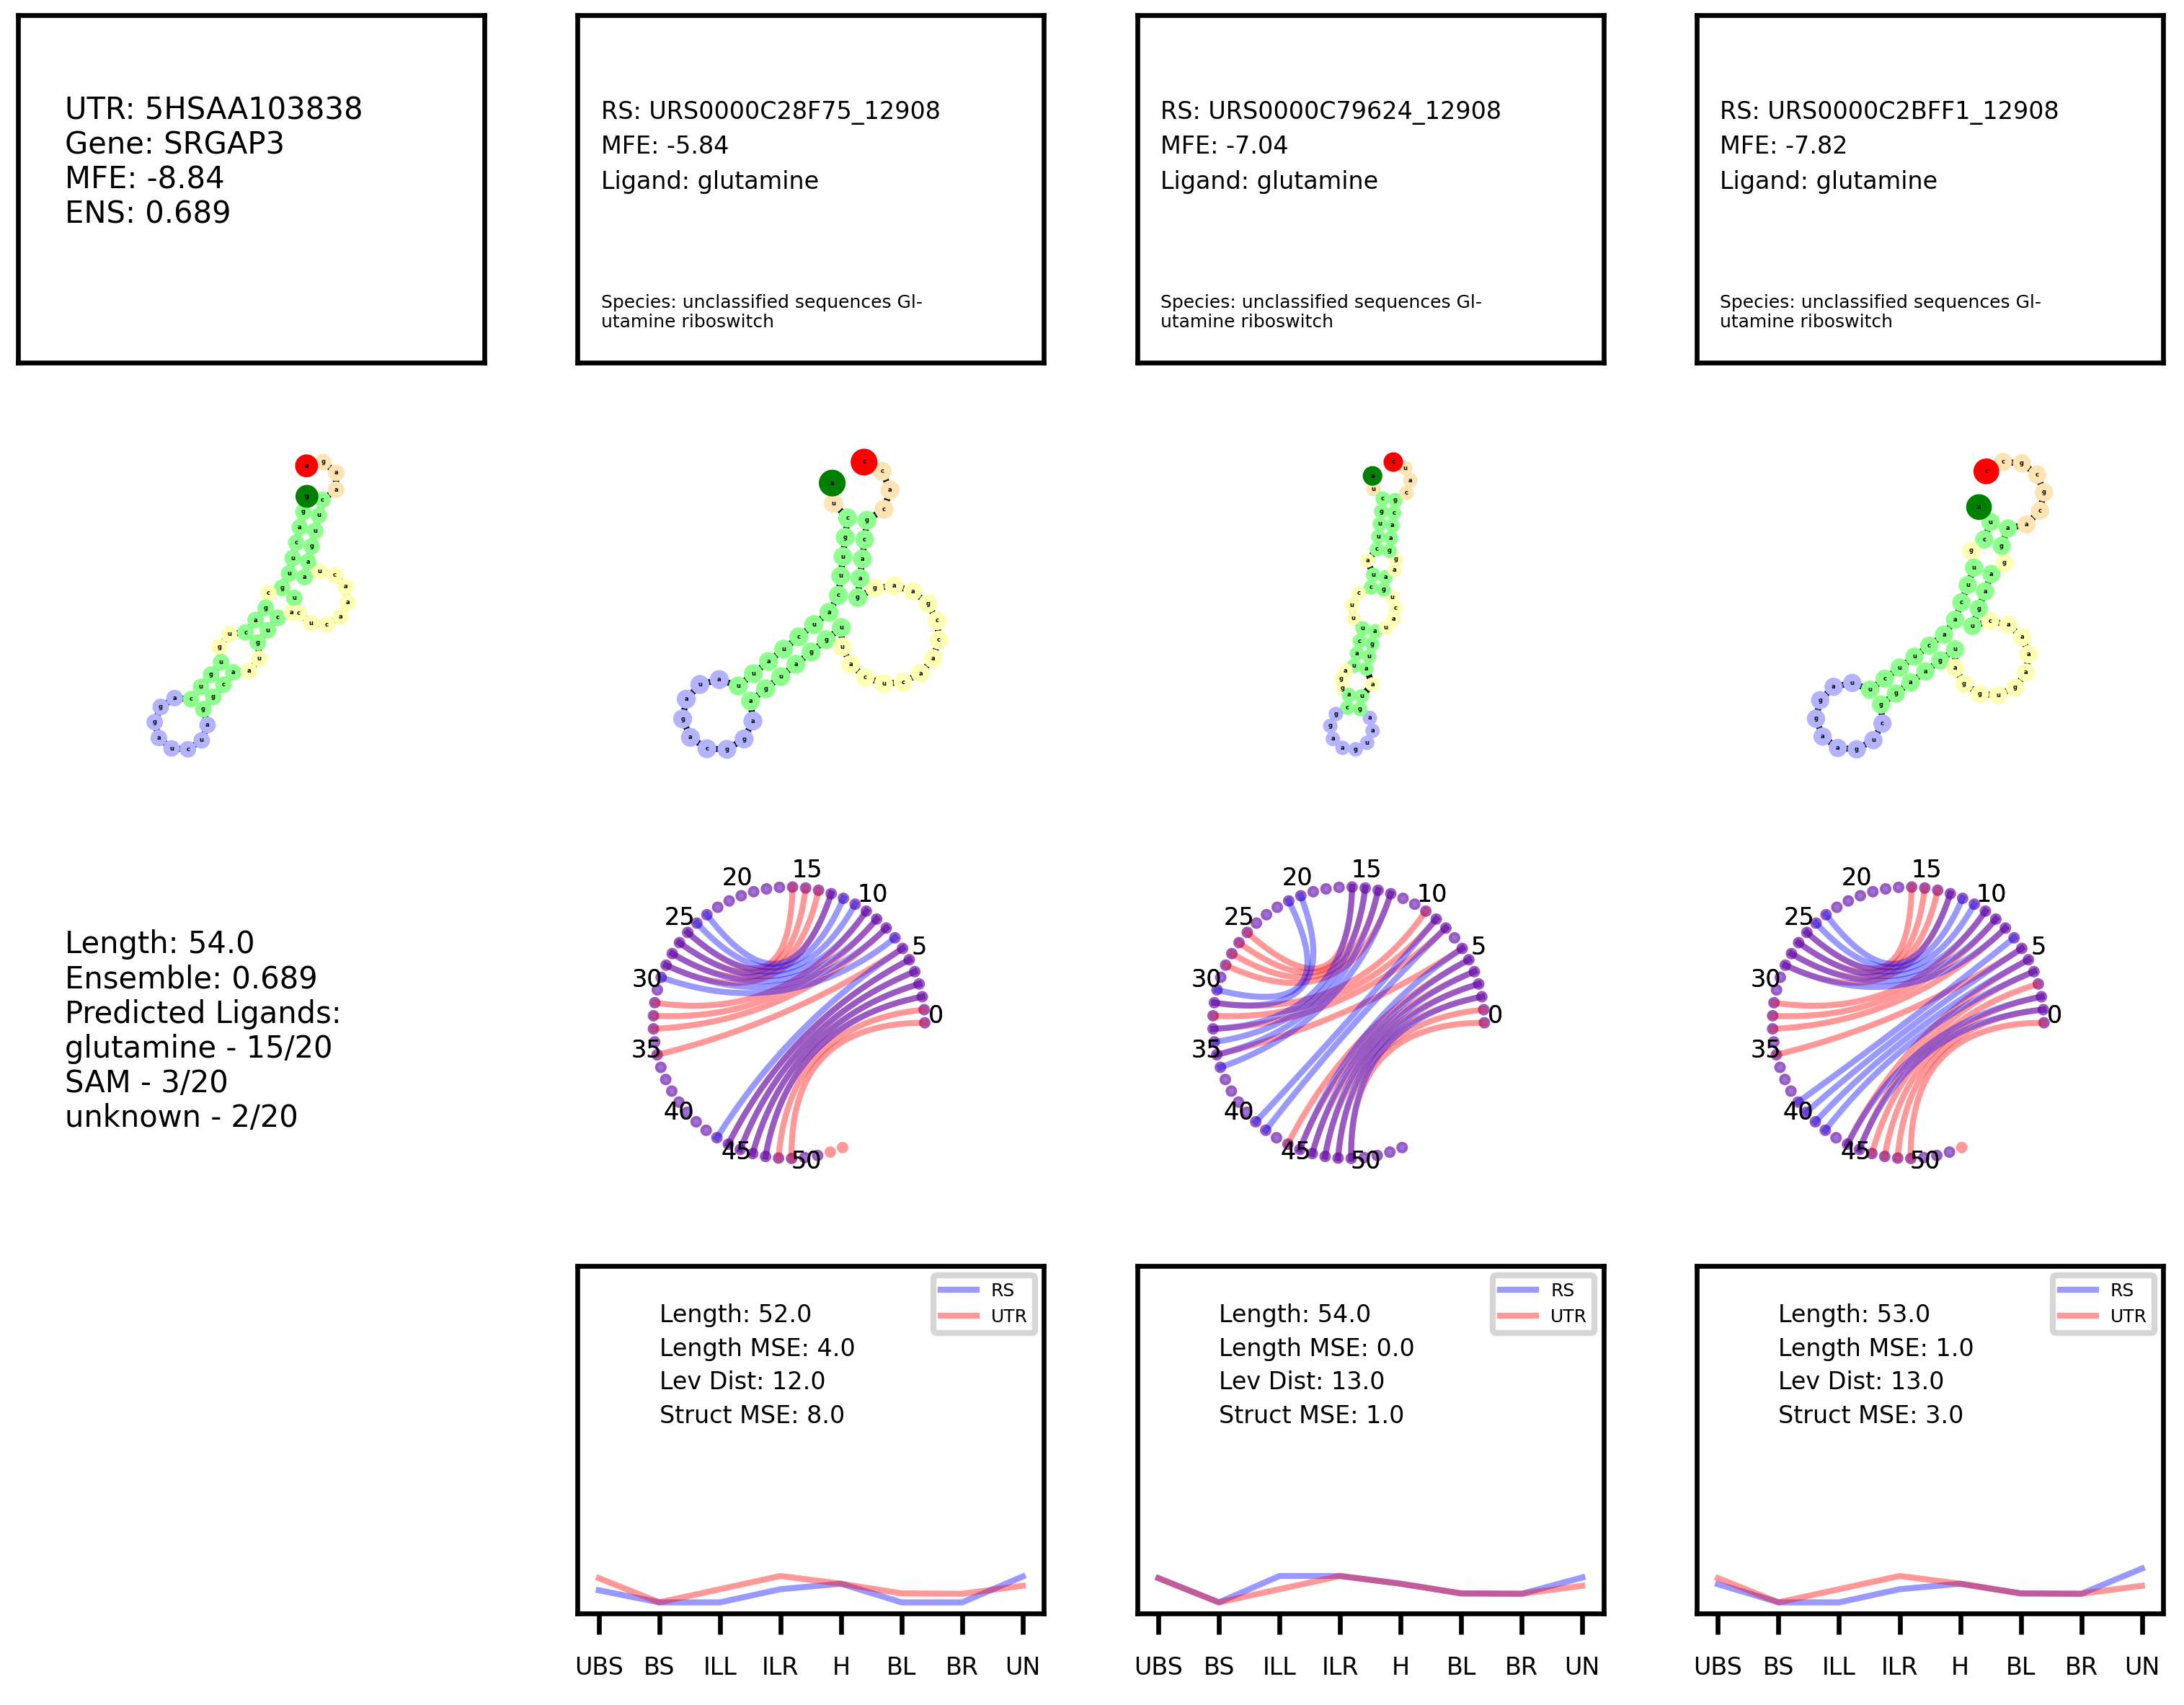 UTR: 5HSAA103838
Gene: SRGAP3
MFE: -8.84
ENS: 0.689
RS: URS0000C28F75_12908
MFE: -5.84
Ligand: glutamine
Species: unclassified sequences Gl-
utamine riboswitch
RS: URS0000C79624_12908
MFE: -7.04
Ligand: glutamine
Species: unclassified sequences Gl-
utamine riboswitch
RS: URS0000C2BFF1_12908
MFE: -7.82
Ligand: glutamine
Species: unclassified sequences Gl-
utamine riboswitch
Length: 54.0
Ensemble: 0.689
Predicted Ligands:
glutamine - 15/20
SAM - 3/20
unknown - 2/20
0
5
10
15
20
25
30
35
40
45
50
0
5
10
15
20
25
30
35
40
45
50
0
5
10
15
20
25
30
35
40
45
50
RS
UTR
Length: 52.0
Length MSE: 4.0
Lev Dist: 12.0
Struct MSE: 8.0
UBS BS ILL ILR H BL BR UN
RS
UTR
Length: 54.0
Length MSE: 0.0
Lev Dist: 13.0
Struct MSE: 1.0
UBS BS ILL ILR H BL BR UN
RS
UTR
Length: 53.0
Length MSE: 1.0
Lev Dist: 13.0
Struct MSE: 3.0
UBS BS ILL ILR H BL BR UN